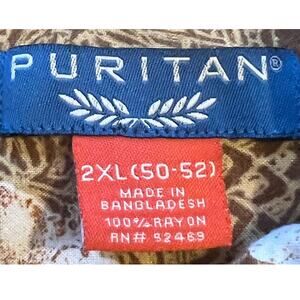 PURITAN®
2XL(50-52)
MADE IN
BANGLADESH
100% RAYON
RN# 92469